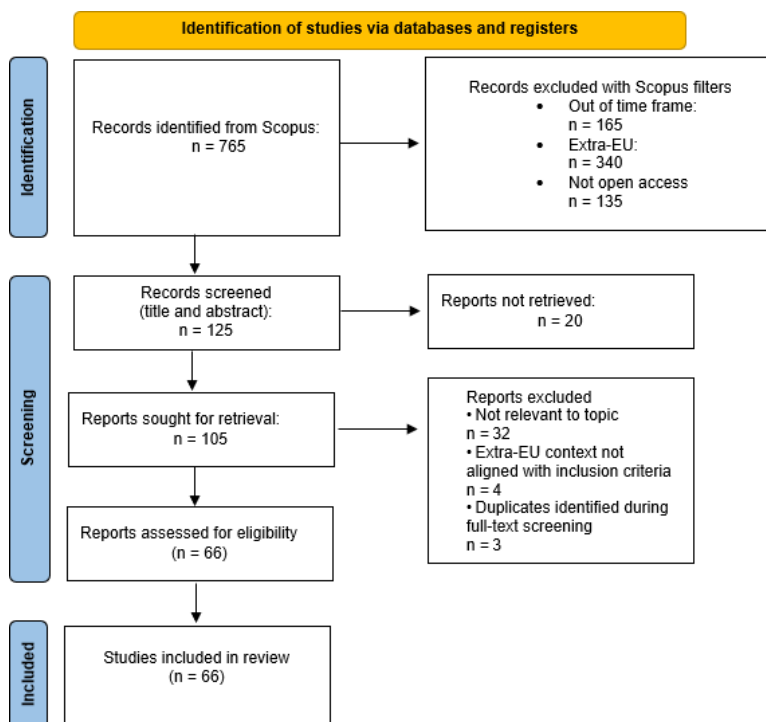 Identification of studies via databases and registers
Identification
Records identified from Scopus:
n = 765
Records excluded with Scopus filters
• Out of time frame:
n = 165
• Extra-EU:
n = 340
• Not open access
n = 135
Screening
Records screened
(title and abstract):
n = 125
Reports not retrieved:
n = 20
Reports sought for retrieval:
n = 105
Reports excluded
• Not relevant to topic
n = 32
• Extra-EU context not
aligned with inclusion criteria
n = 4
• Duplicates identified during
full-text screening
n = 3
Reports assessed for eligibility
(n = 66)
Included
Studies included in review
(n = 66)